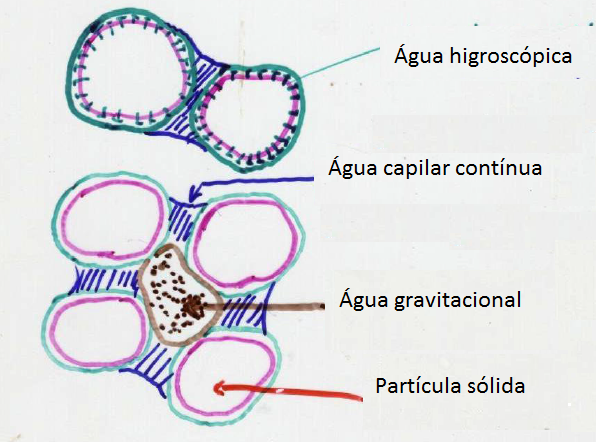 Água higroscópica
Água capilar contínua
Água gravitacional
Partícula sólida